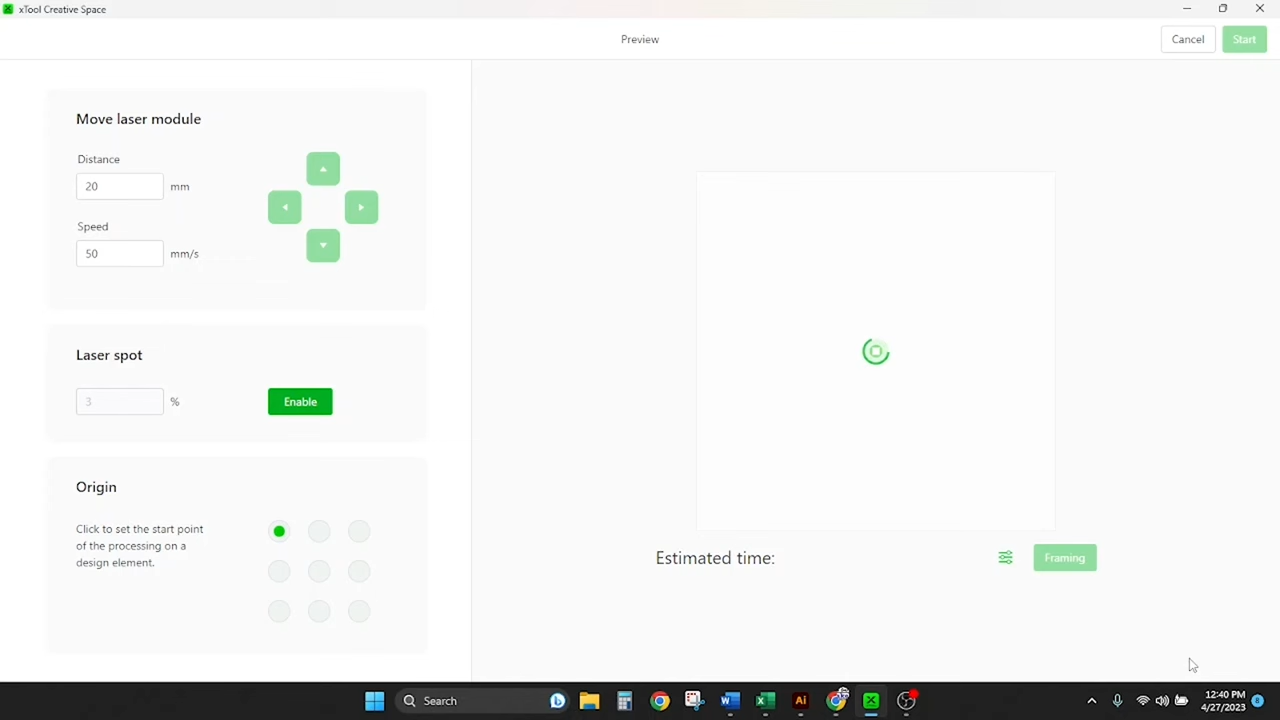 xTool Creative Space
Preview
Cancel
Start
Move laser module
Distance
20 mm
Speed
50 mm/s
Laser spot
3 %
Enable
Origin
Click to set the start point
of the processing on a
design element.
Estimated time:
Framing
Search
12:40 PM
4/27/2023
8